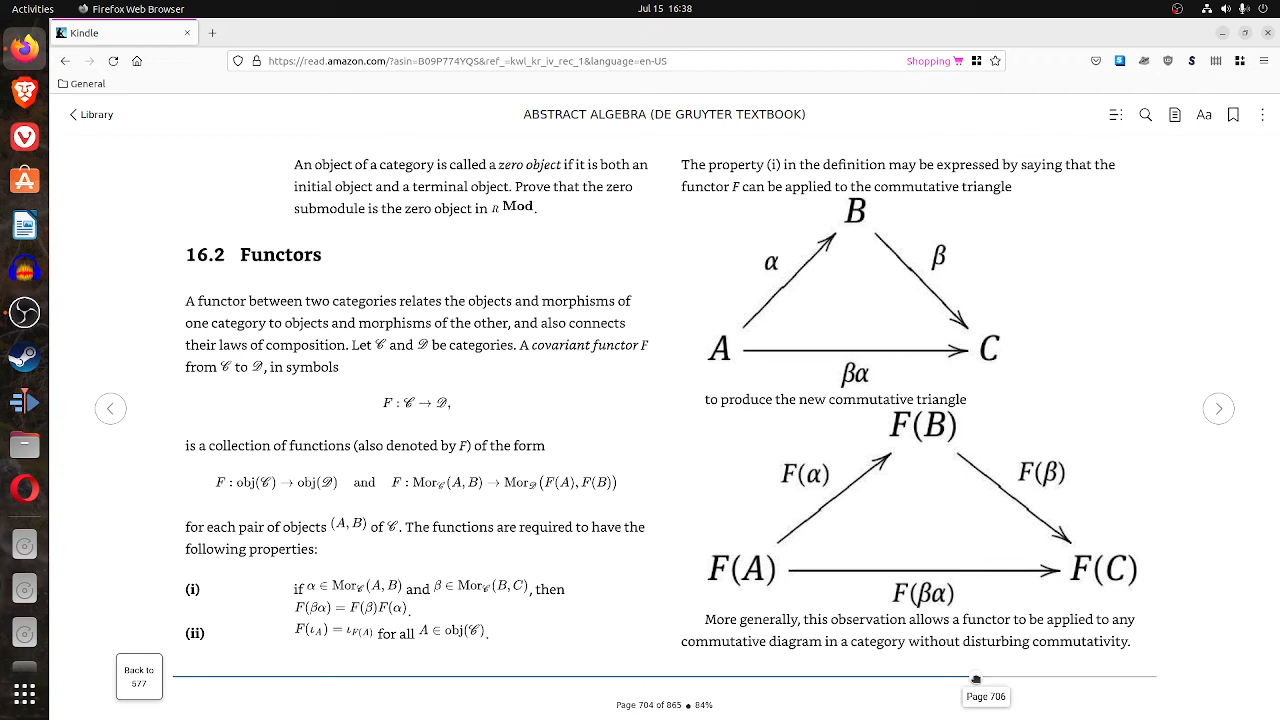 Activities
Firefox Web Browser
Jul 15 16:38
Kindle
https://read.amazon.com/?asin=B09P774YQS&ref_=kwl_kr_iv_rec_1&language=en-US
Shopping
General
Library
ABSTRACT ALGEBRA (DE GRUYTER TEXTBOOK)
Aa
An object of a category is called a zero object if it is both an
initial object and a terminal object. Prove that the zero
submodule is the zero object in R Mod.
16.2 Functors
A functor between two categories relates the objects and morphisms of
one category to objects and morphisms of the other, and also connects
their laws of composition. Let 𝒞 and 𝒟 be categories. A covariant functor F
from 𝒞 to 𝒟, in symbols
F : 𝒞 → 𝒟,
is a collection of functions (also denoted by F) of the form
F : obj(𝒞) → obj(𝒟) and F : Mor𝒞(A, B) → Mor𝒟(F(A), F(B))
for each pair of objects (A, B) of 𝒞. The functions are required to have the
following properties:
(i) if α ∈ Mor𝒞(A, B) and β ∈ Mor𝒞(B, C), then
F(βα) = F(β)F(α).
(ii) F(ιA) = ιF(A) for all A ∈ obj(𝒞).
The property (i) in the definition may be expressed by saying that the
functor F can be applied to the commutative triangle
B
α β
A C
βα
to produce the new commutative triangle
F(B)
F(α) F(β)
F(A) F(C)
F(βα)
More generally, this observation allows a functor to be applied to any
commutative diagram in a category without disturbing commutativity.
Back to
577
Page 706
Page 704 of 865 ● 84%